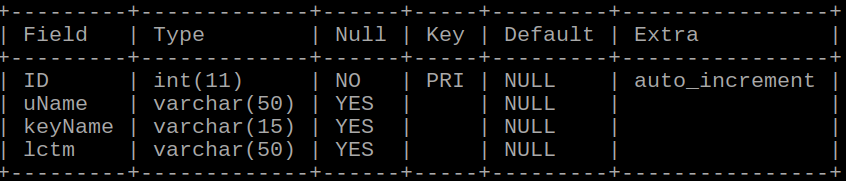 +---------+-------------+------+-----+---------+----------------+
| Field   | Type        | Null | Key | Default | Extra          |
+---------+-------------+------+-----+---------+----------------+
| ID      | int(11)     | NO   | PRI | NULL    | auto_increment |
| uName   | varchar(50) | YES  |     | NULL    |                |
| keyName | varchar(15) | YES  |     | NULL    |                |
| lctm    | varchar(50) | YES  |     | NULL    |                |
+---------+-------------+------+-----+---------+----------------+